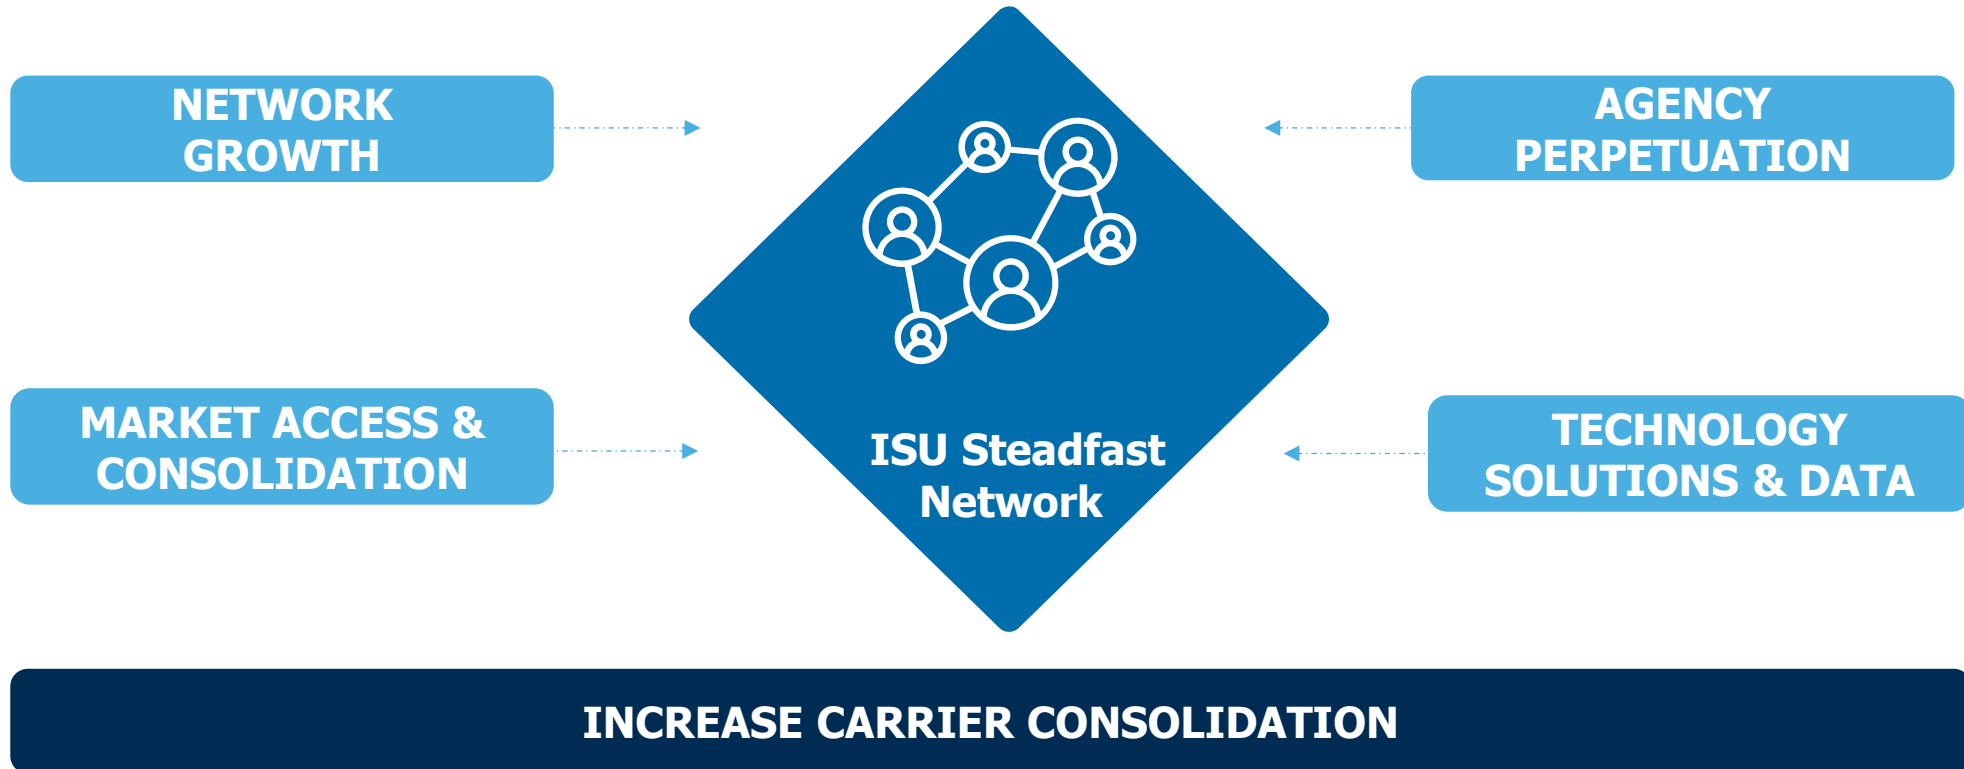 NETWORK
GROWTH
AGENCY
PERPETUATION
MARKET ACCESS &
CONSOLIDATION
ISU Steadfast
Network
TECHNOLOGY
SOLUTIONS & DATA
INCREASE CARRIER CONSOLIDATION